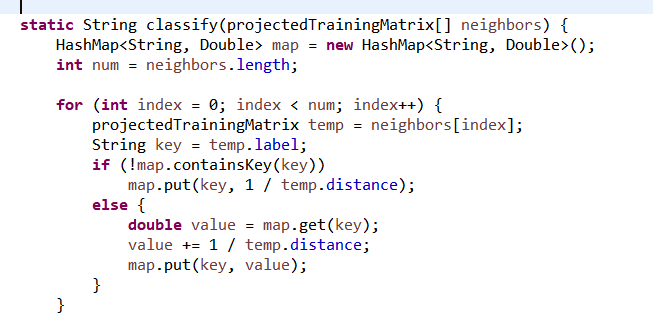 static String classify(projectedTrainingMatrix[] neighbors) {
    HashMap<String, Double> map = new HashMap<String, Double>();
    int num = neighbors.length;

    for (int index = 0; index < num; index++) {
        projectedTrainingMatrix temp = neighbors[index];
        String key = temp.label;
        if (!map.containsKey(key))
            map.put(key, 1 / temp.distance);
        else {
            double value = map.get(key);
            value += 1 / temp.distance;
            map.put(key, value);
        }
    }